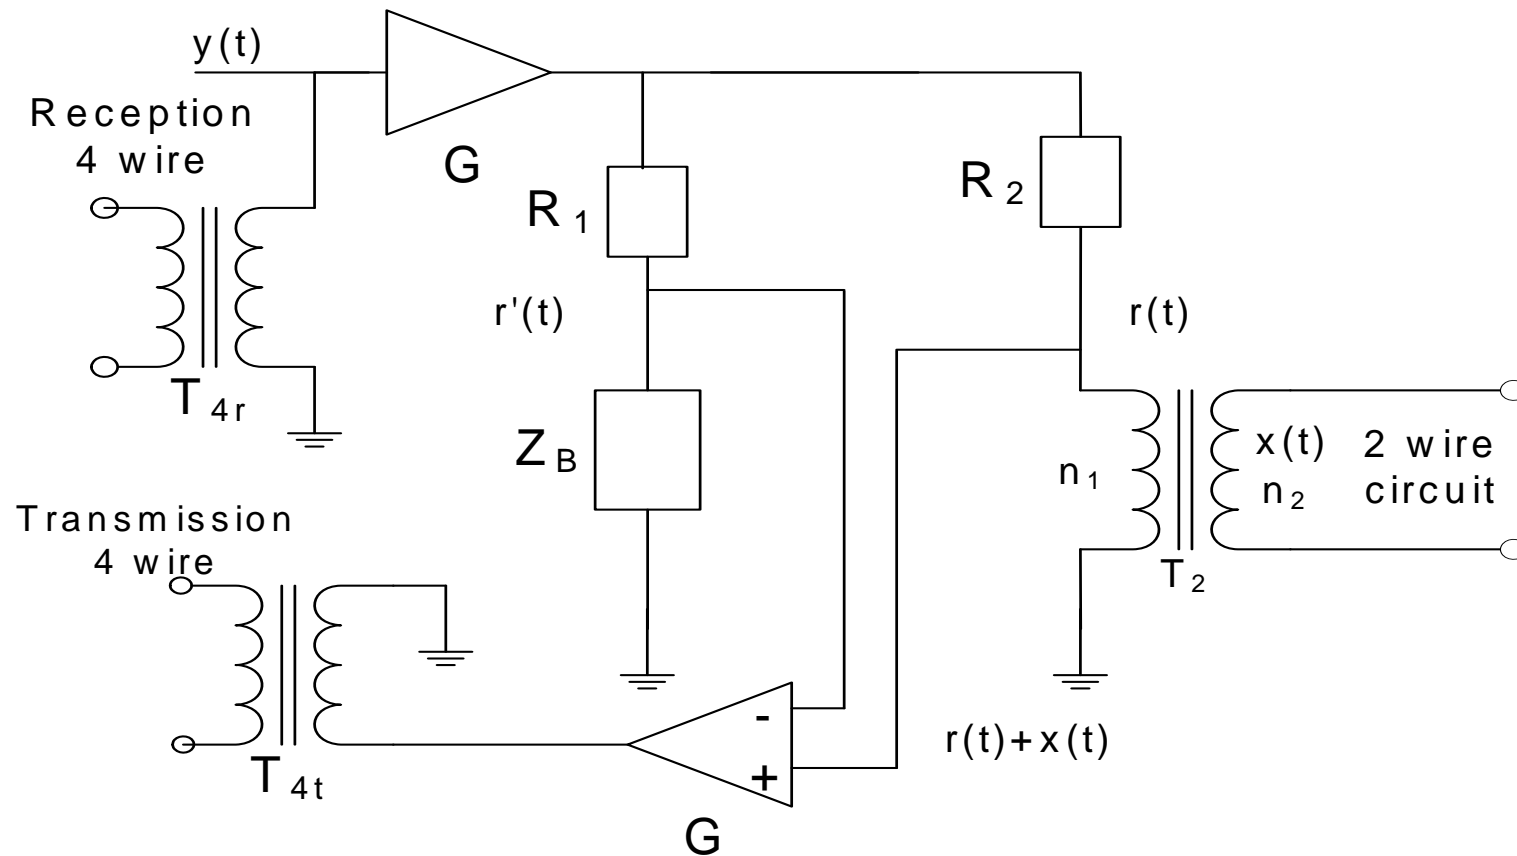 y(t)
Reception
4 wire
G
R1
R2
r'(t)
r(t)
T4r
ZB
n1
x(t)
n2
2 wire
circuit
Transmission
4 wire
T2
-
+
r(t)+x(t)
T4t
G